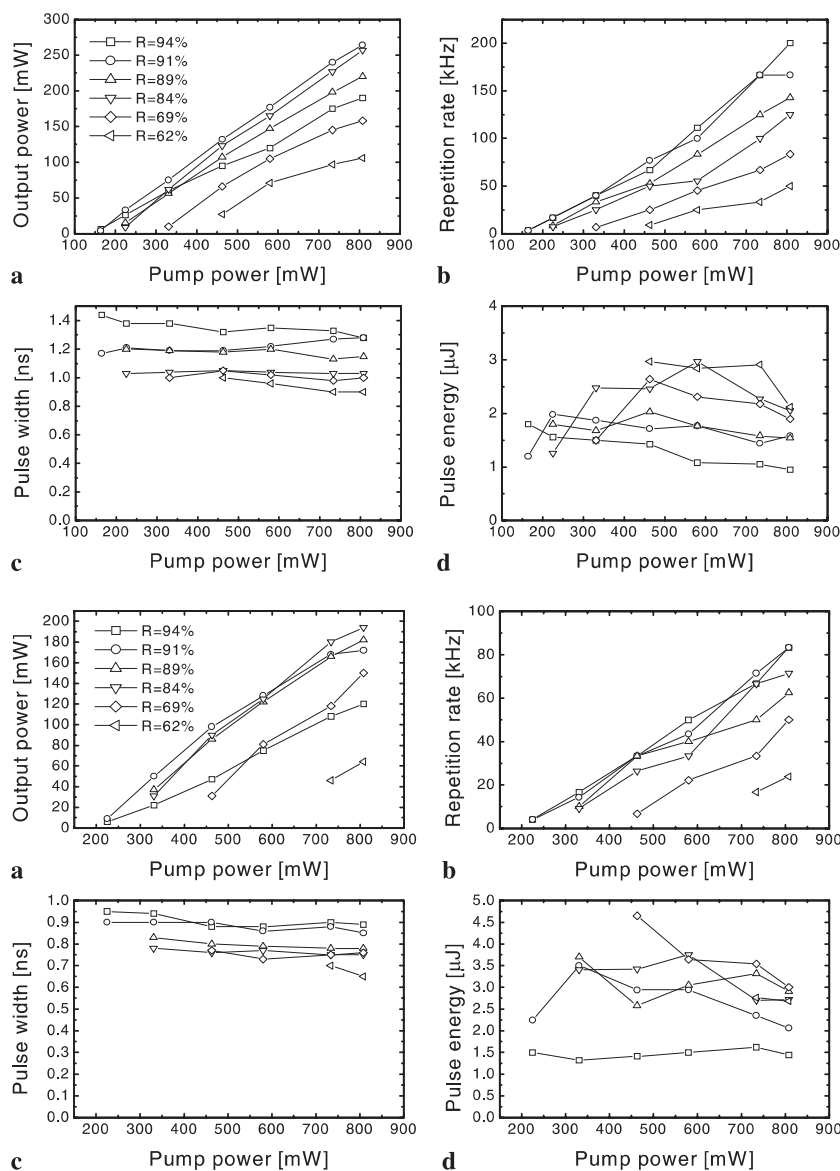 300
250
200
150
100
50
0
Output power [mW]
R=94%
R=91%
R=89%
R=84%
R=69%
R=62%
100 200 300 400 500 600 700 800 900
Pump power [mW]
a
200
150
100
50
0
Repetition rate [kHz]
100 200 300 400 500 600 700 800 900
Pump power [mW]
b
1.4
1.2
1.0
0.8
0.6
0.4
0.2
0.0
Pulse width [ns]
100 200 300 400 500 600 700 800 900
Pump power [mW]
c
4
3
2
1
0
Pulse energy [µJ]
100 200 300 400 500 600 700 800 900
Pump power [mW]
d
200
180
160
140
120
100
80
60
40
20
0
Output power [mW]
R=94%
R=91%
R=89%
R=84%
R=69%
R=62%
200 300 400 500 600 700 800 900
Pump power [mW]
a
100
80
60
40
20
0
Repetition rate [kHz]
200 300 400 500 600 700 800 900
Pump power [mW]
b
1.0
0.9
0.8
0.7
0.6
0.5
0.4
0.3
0.2
0.1
0.0
Pulse width [ns]
200 300 400 500 600 700 800 900
Pump power [mW]
c
5.0
4.5
4.0
3.5
3.0
2.5
2.0
1.5
1.0
0.5
0.0
Pulse energy [µJ]
200 300 400 500 600 700 800 900
Pump power [mW]
d